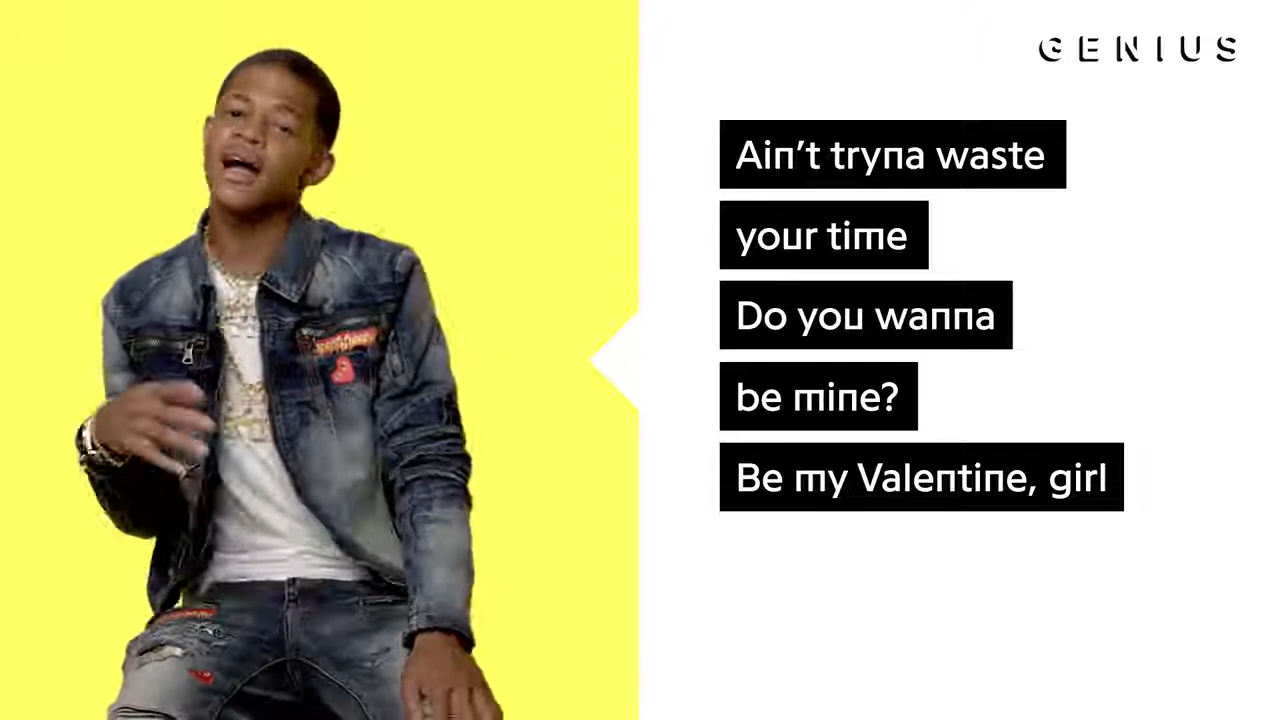 GENIUS
Ain't tryna waste
your time
Do you wanna
be mine?
Be my Valentine, girl